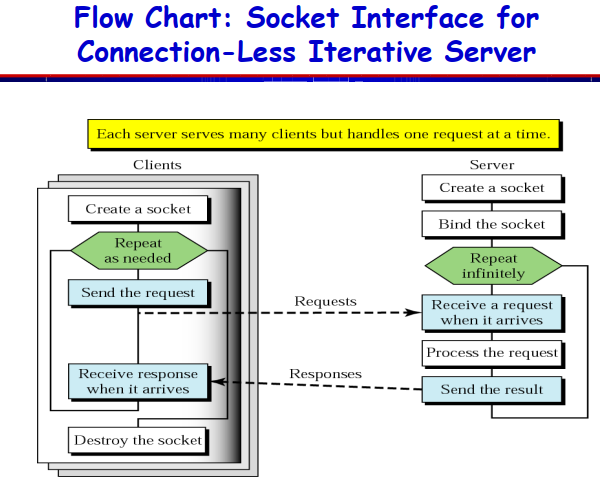 Flow Chart: Socket Interface for
Connection-Less Iterative Server
Each server serves many clients but handles one request at a time.
Clients
Create a socket
Repeat
as needed
Send the request
Receive response
when it arrives
Destroy the socket
Requests
Responses
Server
Create a socket
Bind the socket
Repeat
infinitely
Receive a request
when it arrives
Process the request
Send the result